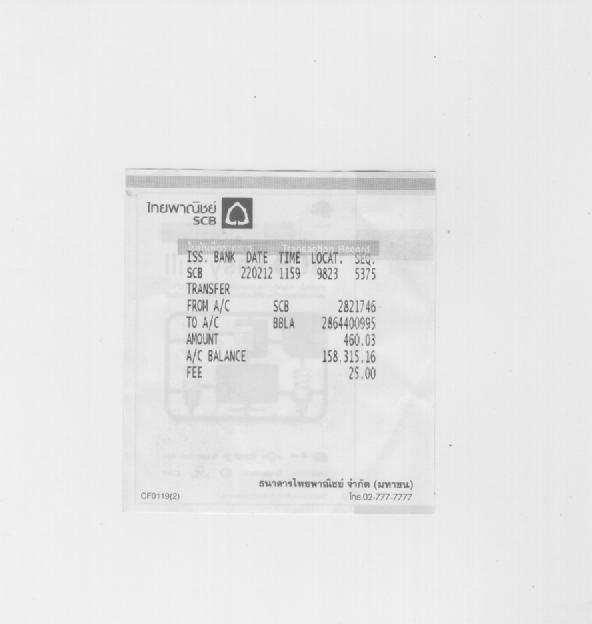 ไทยพาณิชย์
SCB
Transaction Record
ISS. BANK DATE TIME LOCAT. SEQ.
SCB 220212 1159 9823 5375
TRANSFER
FROM A/C SCB 2821746-
TO A/C BBLA 2864400995
AMOUNT 460.03
A/C BALANCE 158,315.16
FEE 25.00
ธนาคารไทยพาณิชย์ จำกัด (มหาชน)
CF0119(2) โทร.02-777-7777